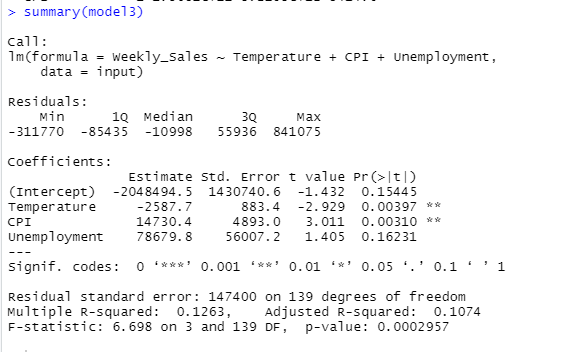 > summary(model3)
Call:
lm(formula = Weekly_Sales ~ Temperature + CPI + Unemployment,
    data = input)
Residuals:
    Min      1Q  Median      3Q     Max
-311770  -85435  -10998   55936  841075
Coefficients:
               Estimate Std. Error t value Pr(>|t|)
(Intercept)  -2048494.5  1430740.6  -1.432  0.15445
Temperature     -2587.7      883.4  -2.929  0.00397 **
CPI             14730.4     4893.0   3.011  0.00310 **
Unemployment    78679.8    56007.2   1.405  0.16231
---
Signif. codes:  0 ‘***’ 0.001 ‘**’ 0.01 ‘*’ 0.05 ‘.’ 0.1 ‘ ’ 1
Residual standard error: 147400 on 139 degrees of freedom
Multiple R-squared:  0.1263,    Adjusted R-squared:  0.1074
F-statistic: 6.698 on 3 and 139 DF,  p-value: 0.0002957